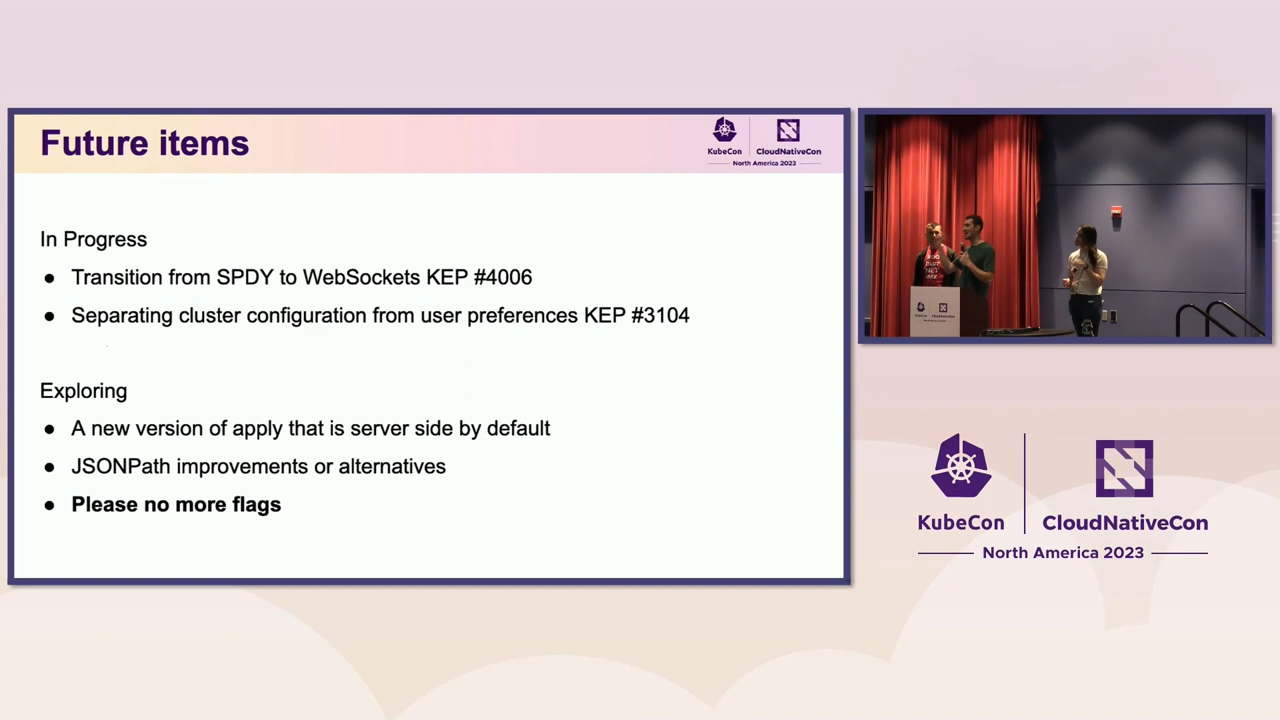 Future items
KubeCon
CloudNativeCon
North America 2023
In Progress
● Transition from SPDY to WebSockets KEP #4006
● Separating cluster configuration from user preferences KEP #3104
Exploring
● A new version of apply that is server side by default
● JSONPath improvements or alternatives
● Please no more flags
KubeCon
CloudNativeCon
North America 2023